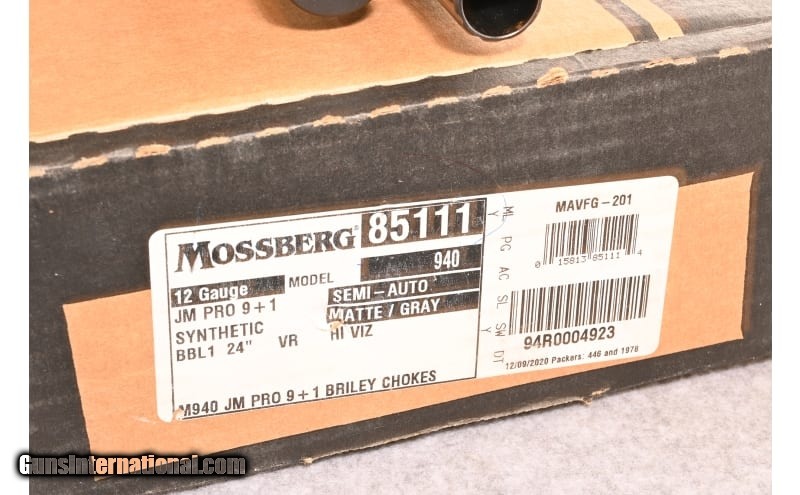 MOSSBERG® 85111
MODEL 940
12 Gauge SEMI-AUTO
JM PRO 9+1 MATTE / GRAY
SYNTHETIC HI VIZ
BBL1 24" VR
M940 JM PRO 9+1 BRILEY CHOKES
ML PG AC SL SW DT
Y Y
MAVFG-201
0 15813 85111 4
94R0004923
12/09/2020 Packers: 446 and 1978
GunsInternational.com